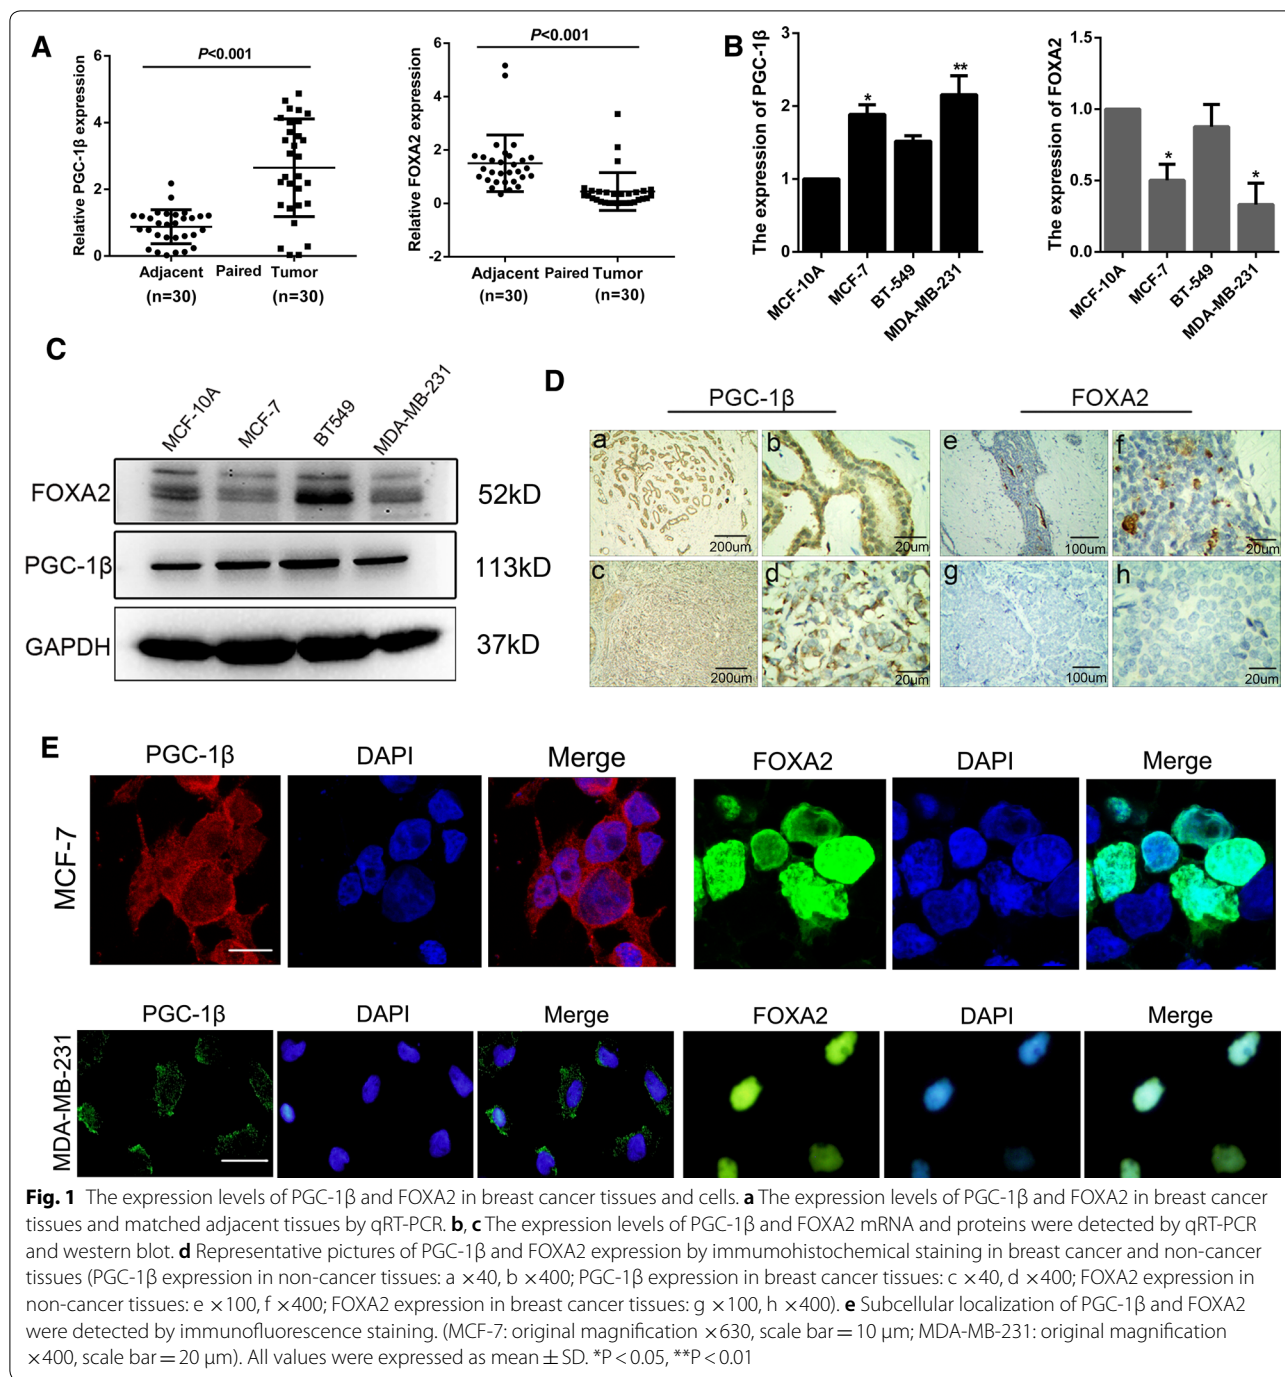 A
Relative PGC-1β expression
6
4
2
0
P<0.001
Adjacent Paired Tumor
(n=30) (n=30)
Relative FOXA2 expression
6
4
2
0
-2
P<0.001
Adjacent Paired Tumor
(n=30) (n=30)
B
The expression of PGC-1β
3
2
1
0
*
**
MCF-10A
MCF-7
BT-549
MDA-MB-231
The expression of FOXA2
1.5
1.0
0.5
0.0
*
*
MCF-10A
MCF-7
BT-549
MDA-MB-231
C
MCF-10A
MCF-7
BT549
MDA-MB-231
FOXA2 52kD
PGC-1β 113kD
GAPDH 37kD
D
PGC-1β FOXA2
a b e f
200um 20um 100um 20um
c d g h
200um 20um 100um 20um
E
PGC-1β DAPI Merge FOXA2 DAPI Merge
MCF-7
PGC-1β DAPI Merge FOXA2 DAPI Merge
MDA-MB-231
Fig. 1 The expression levels of PGC-1β and FOXA2 in breast cancer tissues and cells. a The expression levels of PGC-1β and FOXA2 in breast cancer
tissues and matched adjacent tissues by qRT-PCR. b, c The expression levels of PGC-1β and FOXA2 mRNA and proteins were detected by qRT-PCR
and western blot. d Representative pictures of PGC-1β and FOXA2 expression by immumohistochemical staining in breast cancer and non-cancer
tissues (PGC-1β expression in non-cancer tissues: a ×40, b ×400; PGC-1β expression in breast cancer tissues: c ×40, d ×400; FOXA2 expression in
non-cancer tissues: e ×100, f ×400; FOXA2 expression in breast cancer tissues: g ×100, h ×400). e Subcellular localization of PGC-1β and FOXA2
were detected by immunofluorescence staining. (MCF-7: original magnification ×630, scale bar = 10 μm; MDA-MB-231: original magnification
×400, scale bar = 20 μm). All values were expressed as mean ± SD. *P < 0.05, **P < 0.01